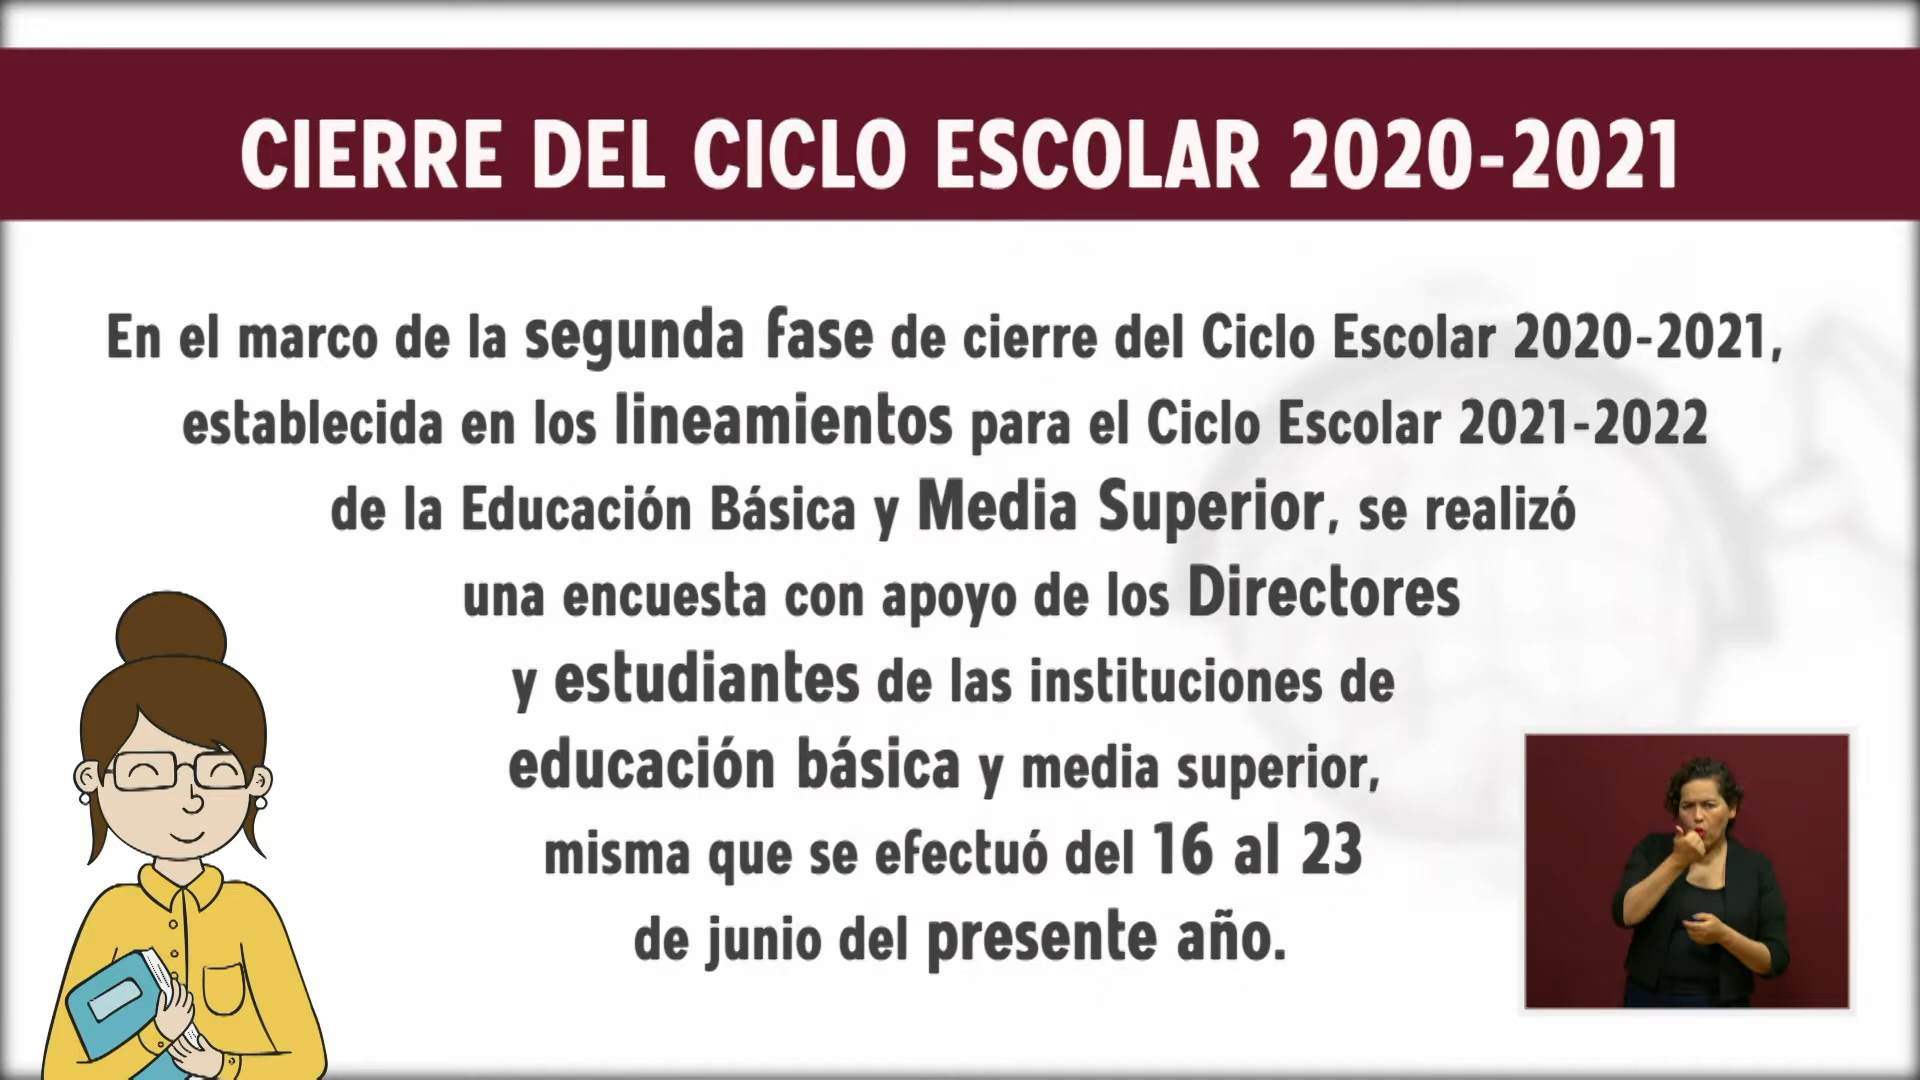 CIERRE DEL CICLO ESCOLAR 2020-2021
En el marco de la segunda fase de cierre del Ciclo Escolar 2020-2021,
establecida en los lineamientos para el Ciclo Escolar 2021-2022
de la Educación Básica y Media Superior, se realizó
una encuesta con apoyo de los Directores
y estudiantes de las instituciones de
educación básica y media superior,
misma que se efectuó del 16 al 23
de junio del presente año.